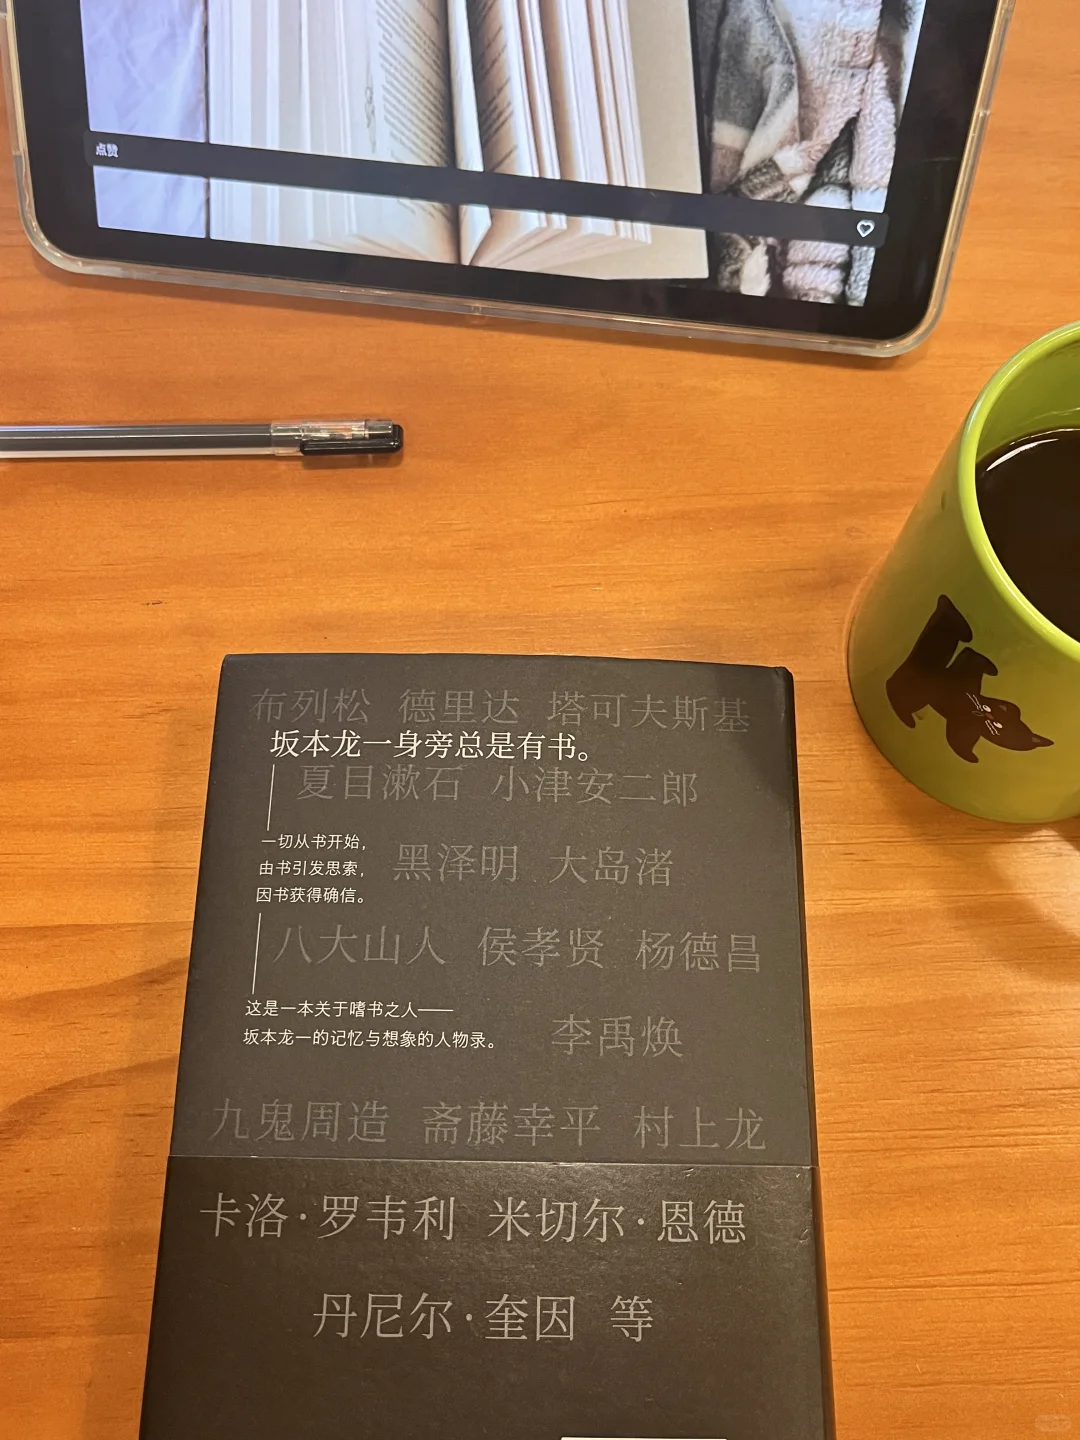 点赞
布列松 德里达 塔可夫斯基
坂本龙一身旁总是有书。
夏目漱石 小津安二郎
一切从书开始，
由书引发思索，
因书获得确信。
黑泽明 大岛渚
八大山人 侯孝贤 杨德昌
这是一本关于嗜书之人——
坂本龙一的记忆与想象的人物录。
李禹焕
九鬼周造 斋藤幸平 村上龙
卡洛·罗韦利 米切尔·恩德
丹尼尔·奎因 等